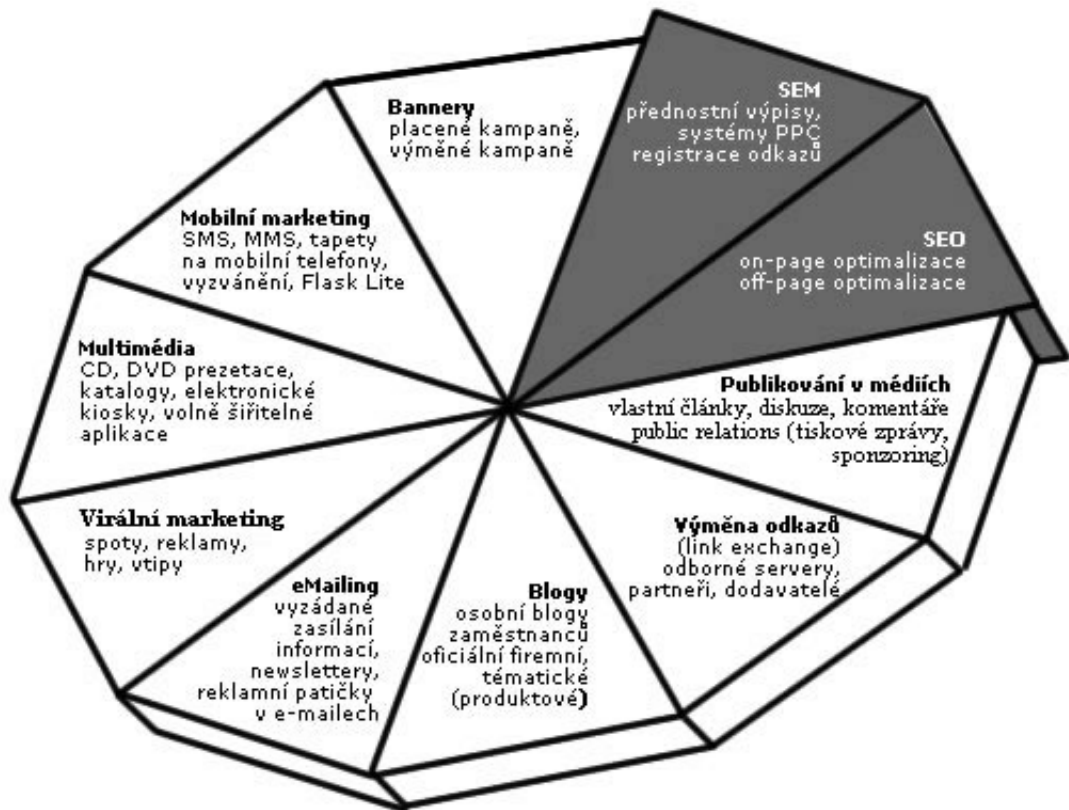 Bannery
placené kampaně,
výměné kampaně
SEM
přednostní výpisy,
systémy PPC
registrace odkazů
SEO
on-page optimalizace
off-page optimalizace
Publikování v médiích
vlastní články, diskuze, komentáře
public relations (tiskové zprávy,
sponzoring)
Výměna odkazů
(link exchange)
odborné servery,
partneři, dodavatelé
Blogy
osobní blogy
zaměstnanců
oficiální firemní,
tématické
(produktové)
eMailing
vyzádané
zasílání
informací,
newslettery,
reklamní patičky
v e-mailech
Virální marketing
spoty, reklamy,
hry, vtipy
Multimédia
CD, DVD prezetace,
katalogy, elektronické
kiosky, volně šiřitelné
aplikace
Mobilní marketing
SMS, MMS, tapety
na mobilní telefony,
vyzvánění, Flask Lite